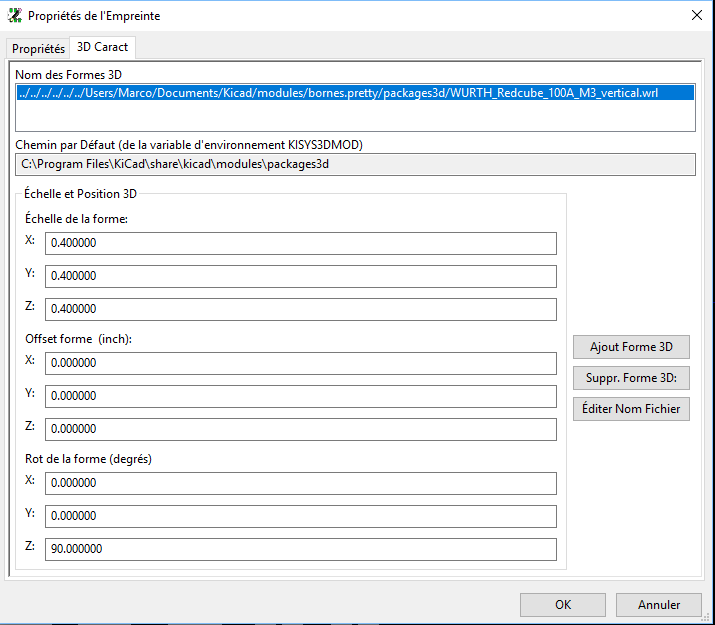 Propriétés de l'Empreinte
Propriétés 3D Caract
Nom des Formes 3D
../../../../../../Users/Marco/Documents/Kicad/modules/bornes.pretty/packages3d/WURTH_Redcube_100A_M3_vertical.wrl
Chemin par Défaut (de la variable d'environnement KISYS3DMOD)
C:\Program Files\KiCad\share\kicad\modules\packages3d
Échelle et Position 3D
Échelle de la forme:
X: 0.400000
Y: 0.400000
Z: 0.400000
Offset forme (inch):
X: 0.000000
Y: 0.000000
Z: 0.000000
Rot de la forme (degrés)
X: 0.000000
Y: 0.000000
Z: 90.000000
Ajout Forme 3D
Suppr. Forme 3D:
Éditer Nom Fichier
OK Annuler